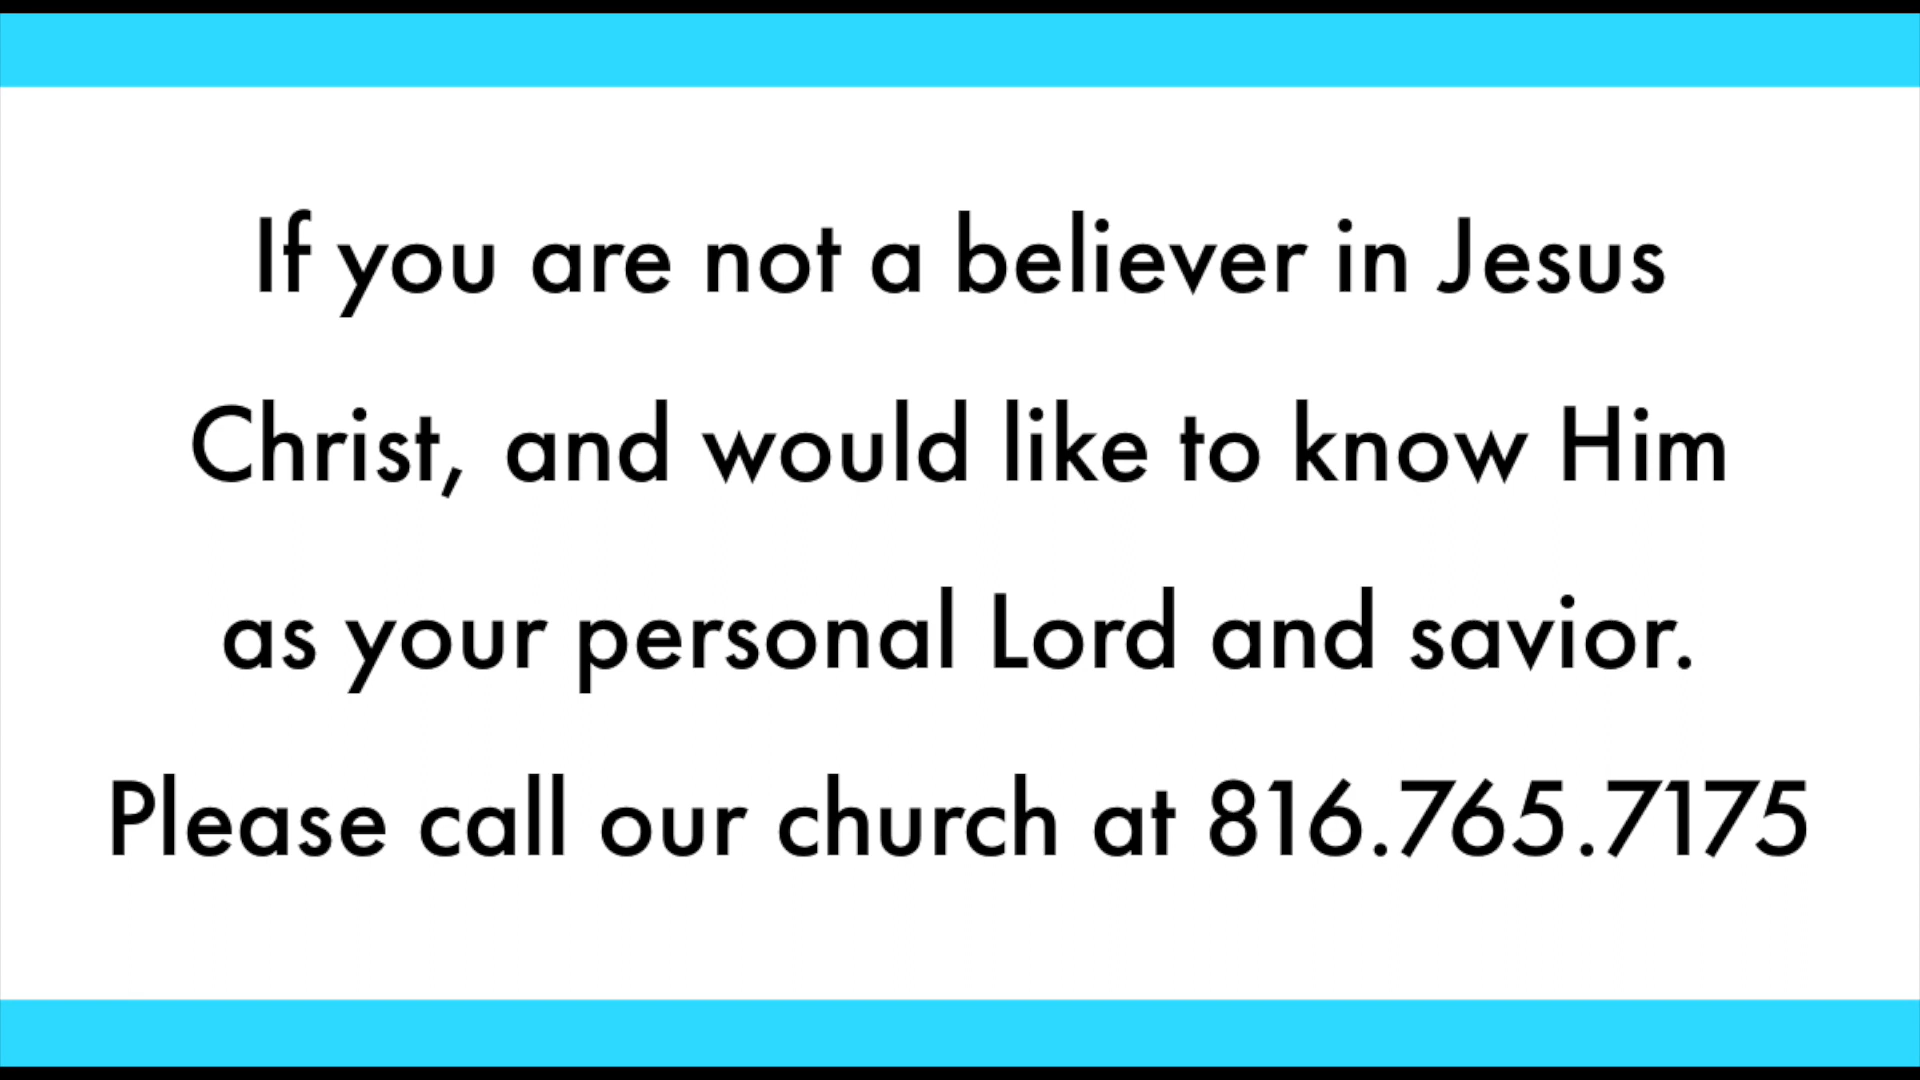 If you are not a believer in Jesus
Christ, and would like to know Him
as your personal Lord and savior.
Please call our church at 816.765.7175